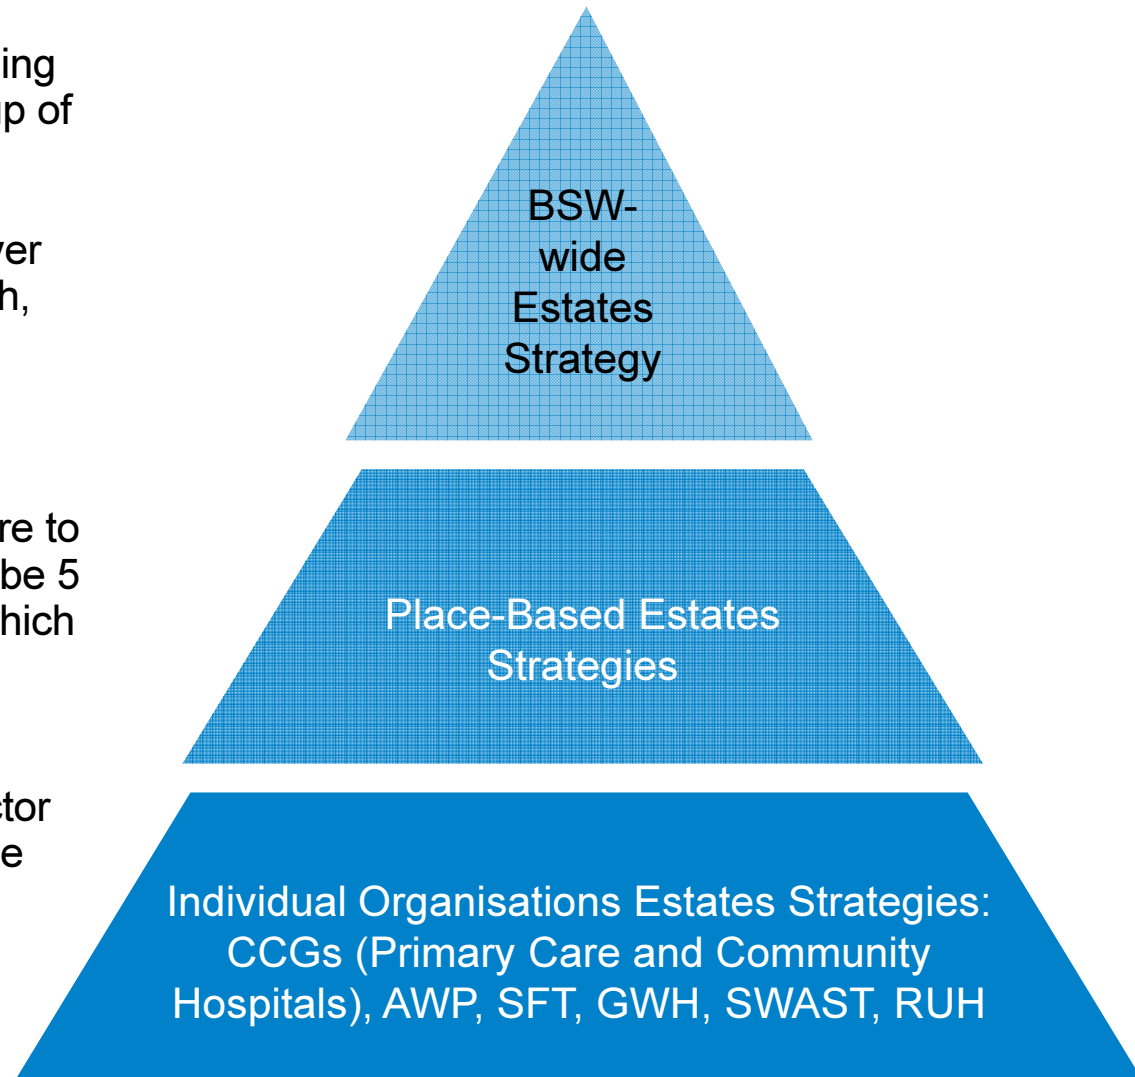 ing
up of
ver
h,
re to
be 5
hich
ctor
e
BSW-
wide
Estates
Strategy
Place-Based Estates
Strategies
Individual Organisations Estates Strategies:
CCGs (Primary Care and Community
Hospitals), AWP, SFT, GWH, SWAST, RUH